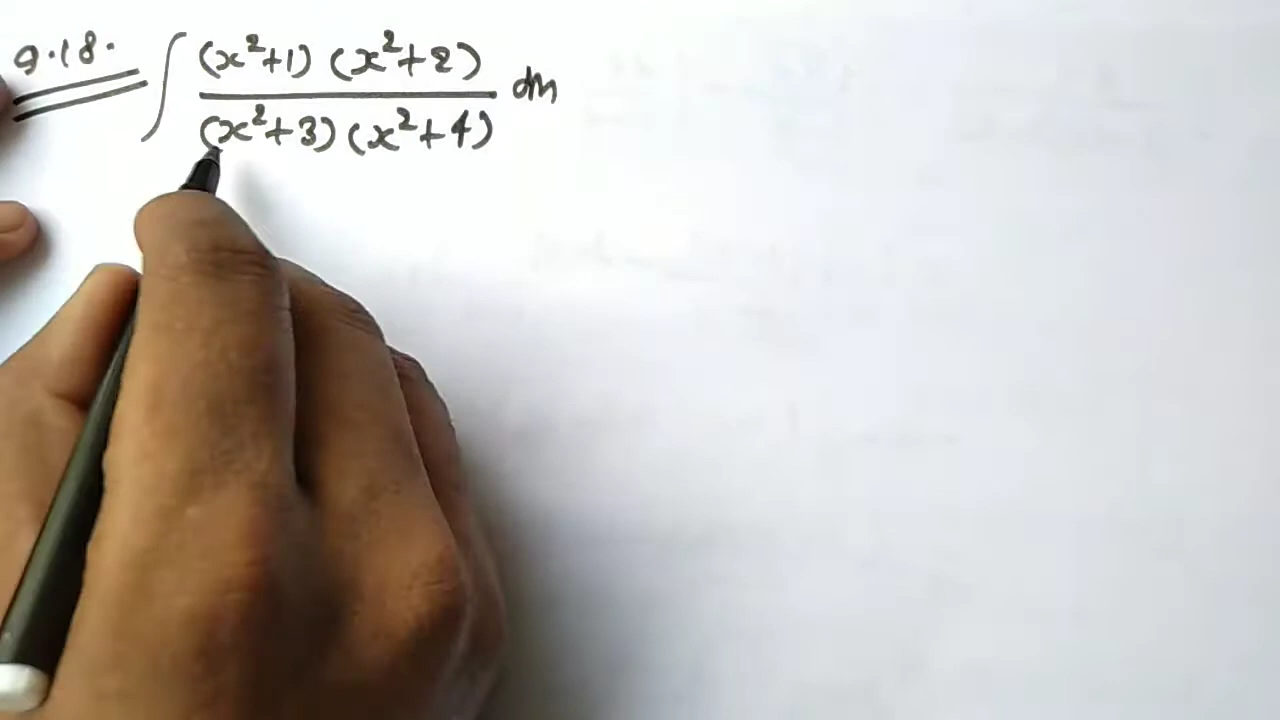 9.18. ∫ (x²+1) (x²+2) / (x²+3) (x²+4) dx